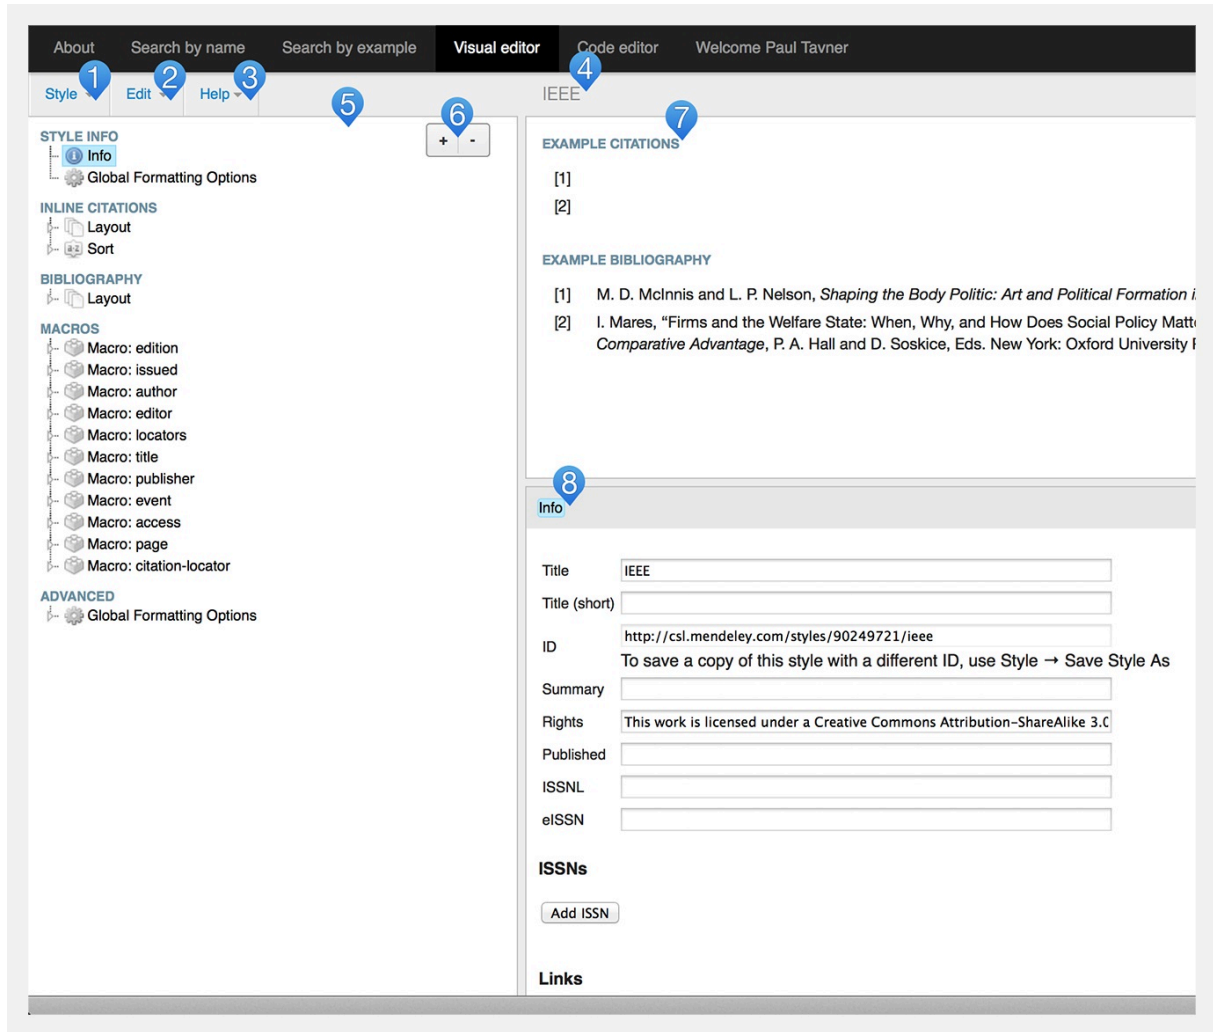 About Search by name Search by example Visual editor Code editor Welcome Paul Tavner
1 2 3 4
Style Edit Help 5 6 IEEE 7
STYLE INFO + - EXAMPLE CITATIONS
Info
Global Formatting Options [1]
[2]
INLINE CITATIONS
Layout
Sort
EXAMPLE BIBLIOGRAPHY
BIBLIOGRAPHY
Layout [1] M. D. McInnis and L. P. Nelson, Shaping the Body Politic: Art and Political Formation
MACROS [2] I. Mares, “Firms and the Welfare State: When, Why, and How Does Social Policy
Macro: edition Comparative Advantage, P. A. Hall and D. Soskice, Eds. New York: Oxford University
Macro: issued
Macro: author
Macro: editor
Macro: locators
Macro: title
Macro: publisher
Macro: event
Macro: access
Macro: page
Macro: citation-locator
ADVANCED
Global Formatting Options
8
Info
Title IEEE
Title (short)
ID http://csl.mendeley.com/styles/90249721/ieee
To save a copy of this style with a different ID, use Style → Save Style As
Summary
Rights This work is licensed under a Creative Commons Attribution-ShareAlike 3.0
Published
ISSNL
eISSN
ISSNs
Add ISSN
Links